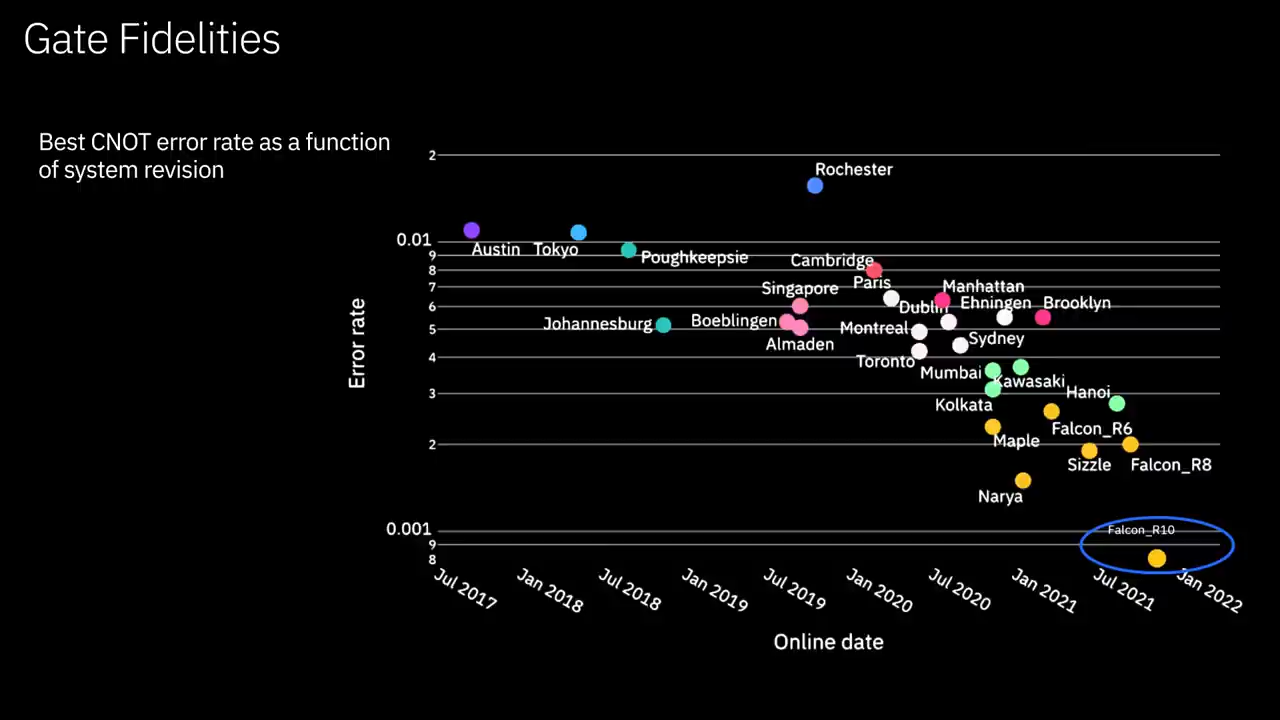 Gate Fidelities
Best CNOT error rate as a function
of system revision
Error rate
2
0.01
9
8
7
6
5
4
3
2
0.001
9
8
Rochester
Austin
Tokyo
Poughkeepsie
Cambridge
Singapore
Paris
Manhattan
Dublin
Ehningen
Brooklyn
Johannesburg
Boeblingen
Montreal
Almaden
Sydney
Toronto
Mumbai
Kawasaki
Hanoi
Kolkata
Falcon_R6
Maple
Sizzle
Falcon_R8
Narya
Falcon_R10
Jul 2017
Jan 2018
Jul 2018
Jan 2019
Jul 2019
Jan 2020
Jul 2020
Jan 2021
Jul 2021
Jan 2022
Online date